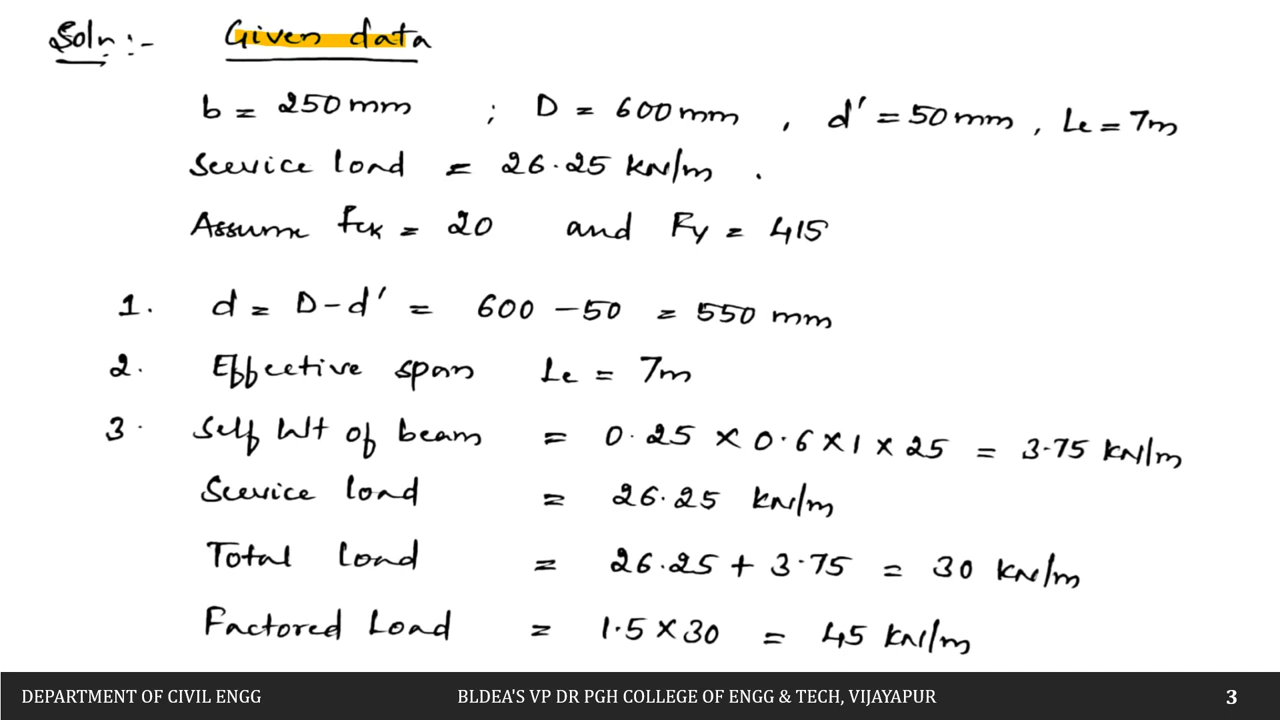 Soln :- Given data
b = 250 mm ; D = 600 mm , d' = 50 mm , Le = 7m
Service load = 26.25 kN/m .
Assume fck = 20 and Fy = 415
1. d = D - d' = 600 - 50 = 550 mm
2. Effective span Le = 7m
3. Self Wt of beam = 0.25 × 0.6 × 1 × 25 = 3.75 kN/m
Service load = 26.25 kN/m
Total load = 26.25 + 3.75 = 30 kN/m
Factored Load = 1.5 × 30 = 45 kN/m
DEPARTMENT OF CIVIL ENGG BLDEA'S VP DR PGH COLLEGE OF ENGG & TECH, VIJAYAPUR 3